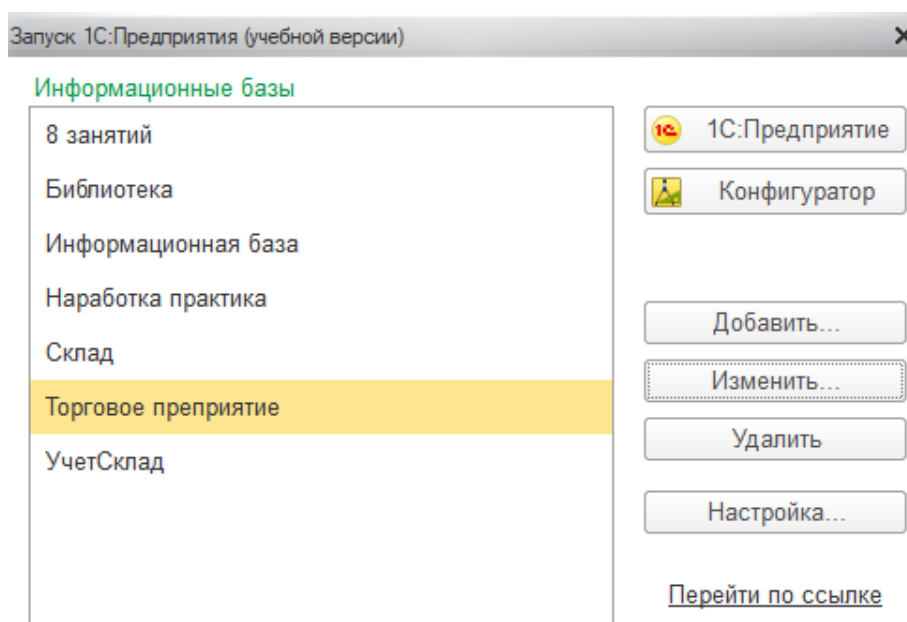 Запуск 1С:Предприятия (учебной версии)
Информационные базы
8 занятий
Библиотека
Информационная база
Наработка практика
Склад
Торговое преприятие
УчетСклад
1С:Предприятие
Конфигуратор
Добавить...
Изменить...
Удалить
Настройка...
Перейти по ссылке